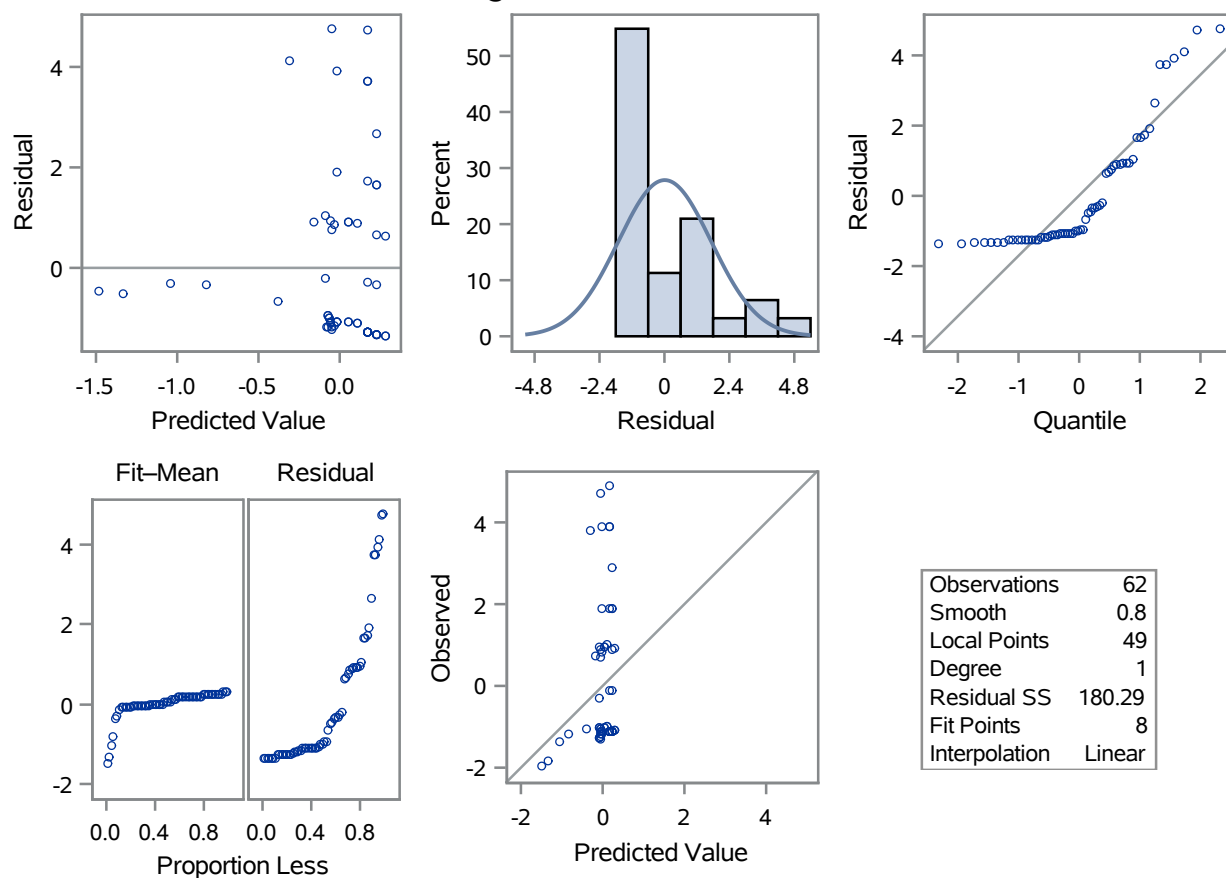 4
2
0
Residual
-1.5 -1.0 -0.5 0.0
Predicted Value
50
40
30
20
10
0
Percent
-4.8 -2.4 0 2.4 4.8
Residual
4
2
0
-2
-4
Residual
-2 -1 0 1 2
Quantile
Fit–Mean Residual
4
2
0
-2
0.0 0.4 0.8 0.0 0.4 0.8
Proportion Less
4
2
0
-2
Observed
-2 0 2 4
Predicted Value
Observations 62
Smooth 0.8
Local Points 49
Degree 1
Residual SS 180.29
Fit Points 8
Interpolation Linear